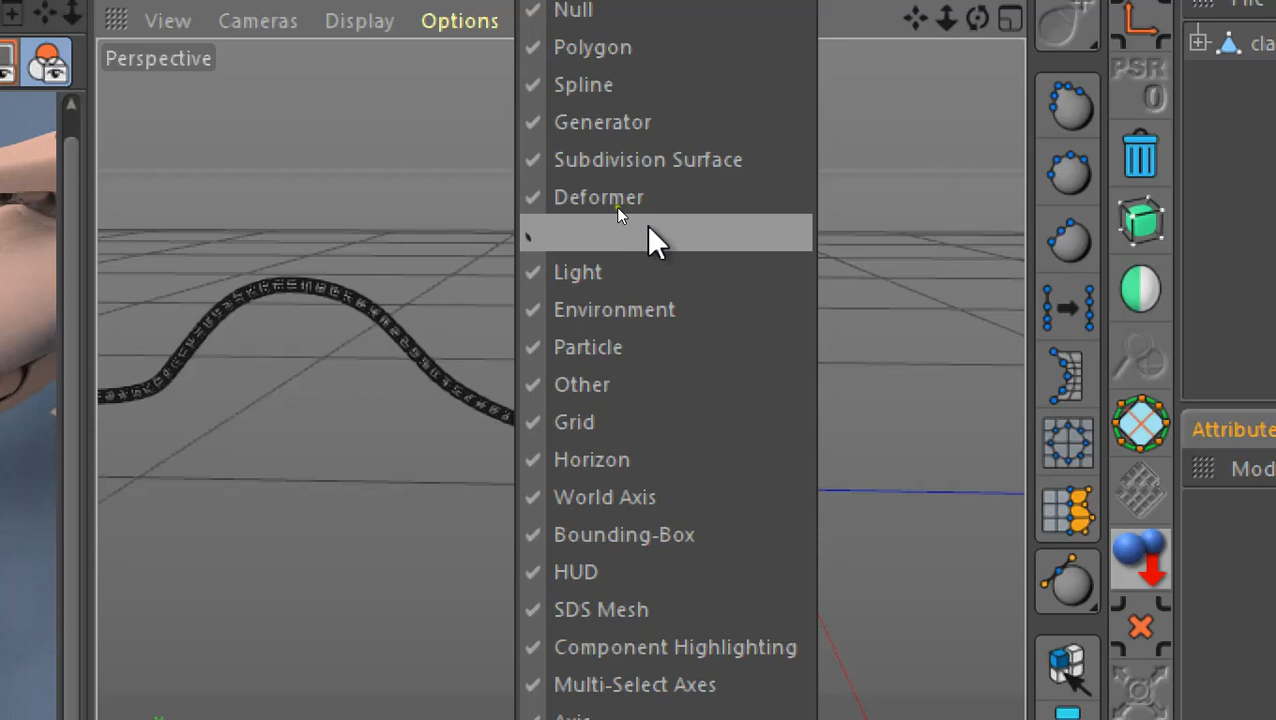 View
Cameras
Display
Options
Perspective
Null
Polygon
Spline
Generator
Subdivision Surface
Deformer
Light
Environment
Particle
Other
Grid
Horizon
World Axis
Bounding-Box
HUD
SDS Mesh
Component Highlighting
Multi-Select Axes
PSR
0
cla
Attribute
Mod